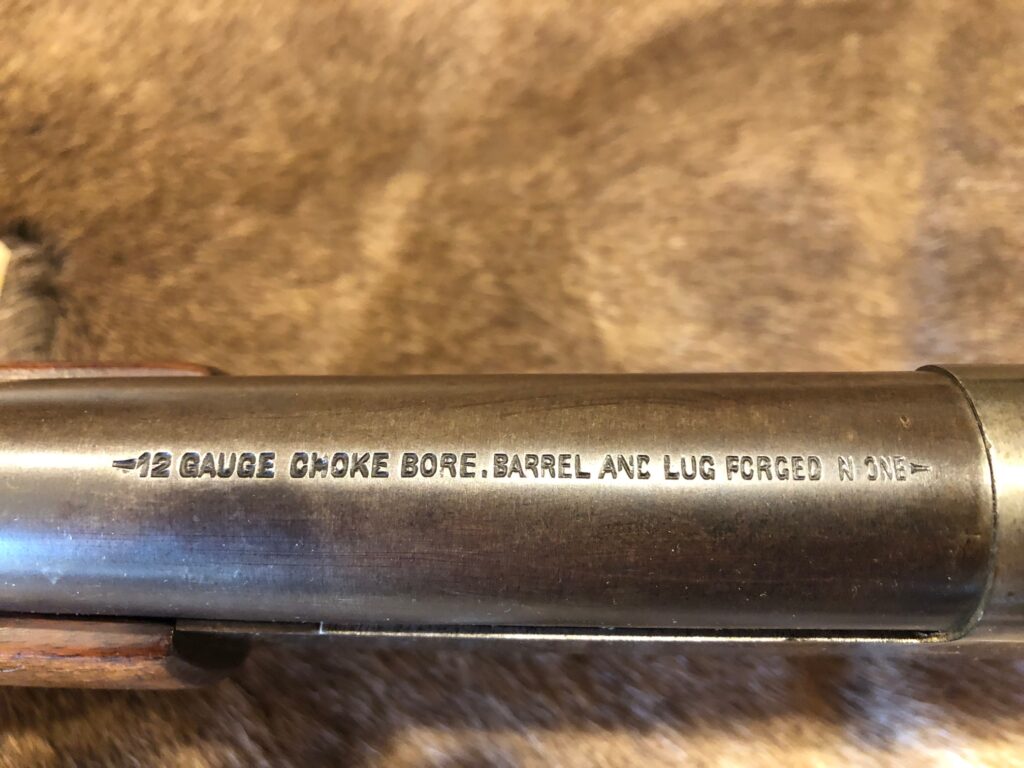 12 GAUGE CHOKE BORE. BARREL AND LUG FORGED IN ONE